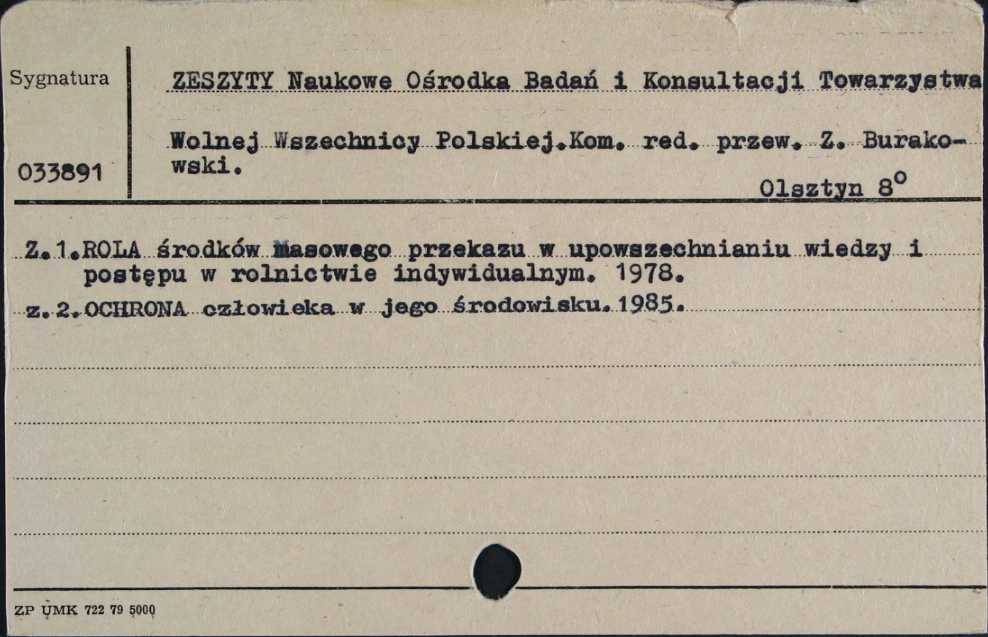 Sygnatura
ZESZYTY Naukowe Ośrodka Badań i Konsultacji Towarzystwa
Wolnej Wszechnicy Polskiej.Kom. red. przew. Z. Burako-
wski.
033891
Olsztyn 8°
Z.1.ROLA środków masowego przekazu w upowszechnianiu wiedzy i
postępu w rolnictwie indywidualnym. 1978.
z.2.OCHRONA człowieka w jego środowisku.1985.
ZP UMK 722 79 5000